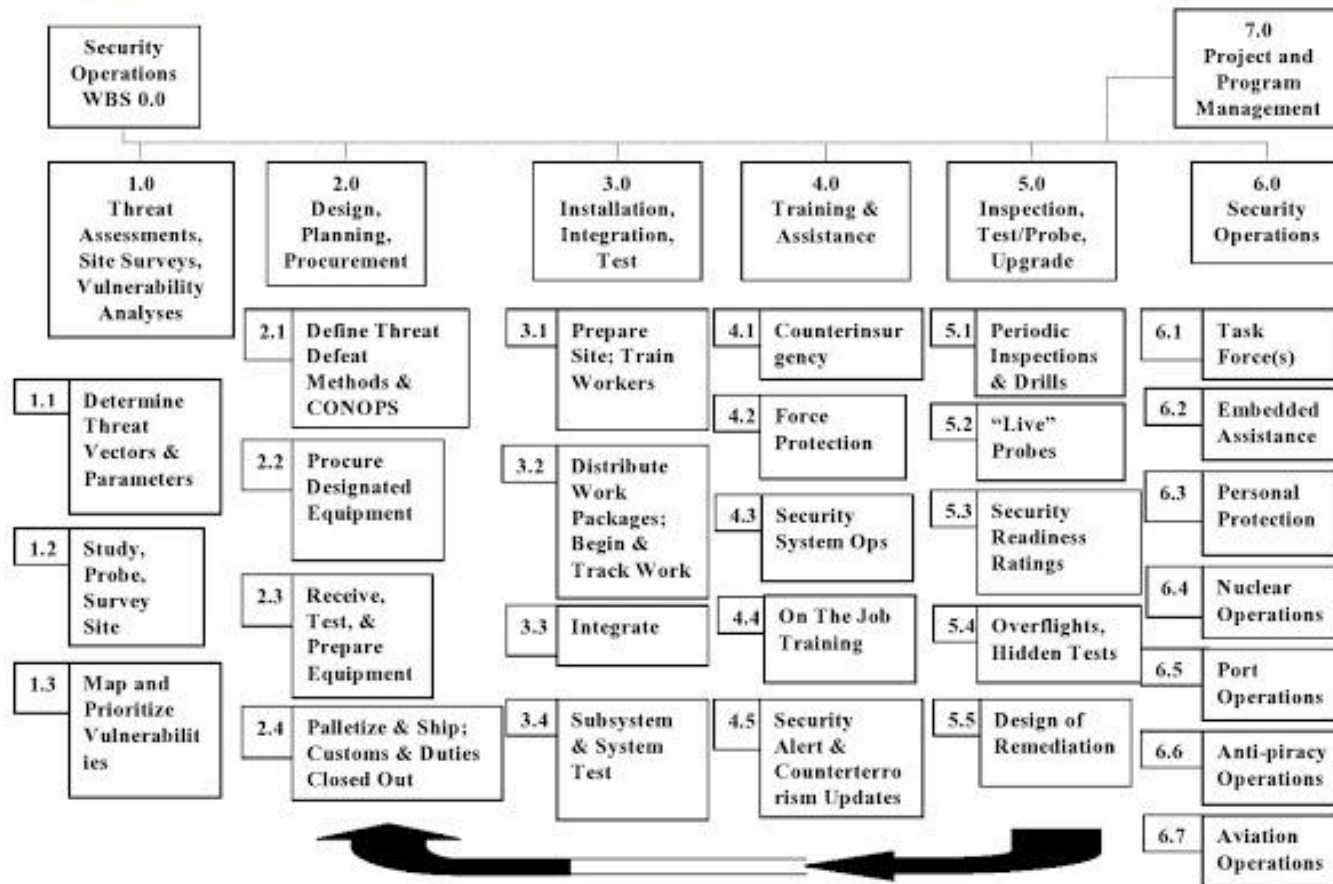 Security
Operations
WBS 0.0
7.0
Project and
Program
Management
1.0
Threat
Assessments,
Site Surveys,
Vulnerability
Analyses
2.0
Design,
Planning,
Procurement
3.0
Installation,
Integration,
Test
4.0
Training &
Assistance
5.0
Inspection,
Test/Probe,
Upgrade
6.0
Security
Operations
1.1 Determine
Threat
Vectors &
Parameters
1.2 Study,
Probe,
Survey
Site
1.3 Map and
Prioritize
Vulnerabilit
ies
2.1 Define Threat
Defeat
Methods &
CONOPS
2.2 Procure
Designated
Equipment
2.3 Receive,
Test, &
Prepare
Equipment
2.4 Palletize & Ship;
Customs & Duties
Closed Out
3.1 Prepare
Site; Train
Workers
3.2 Distribute
Work
Packages;
Begin &
Track Work
3.3 Integrate
3.4 Subsystem
& System
Test
4.1 Counterinsur
gency
4.2 Force
Protection
4.3 Security
System Ops
4.4 On The Job
Training
4.5 Security
Alert &
Counterterro
rism Updates
5.1 Periodic
Inspections
& Drills
5.2 “Live”
Probes
5.3 Security
Readiness
Ratings
5.4 Overflights,
Hidden Tests
5.5 Design of
Remediation
6.1 Task
Force(s)
6.2 Embedded
Assistance
6.3 Personal
Protection
6.4 Nuclear
Operations
6.5 Port
Operations
6.6 Anti-piracy
Operations
6.7 Aviation
Operations